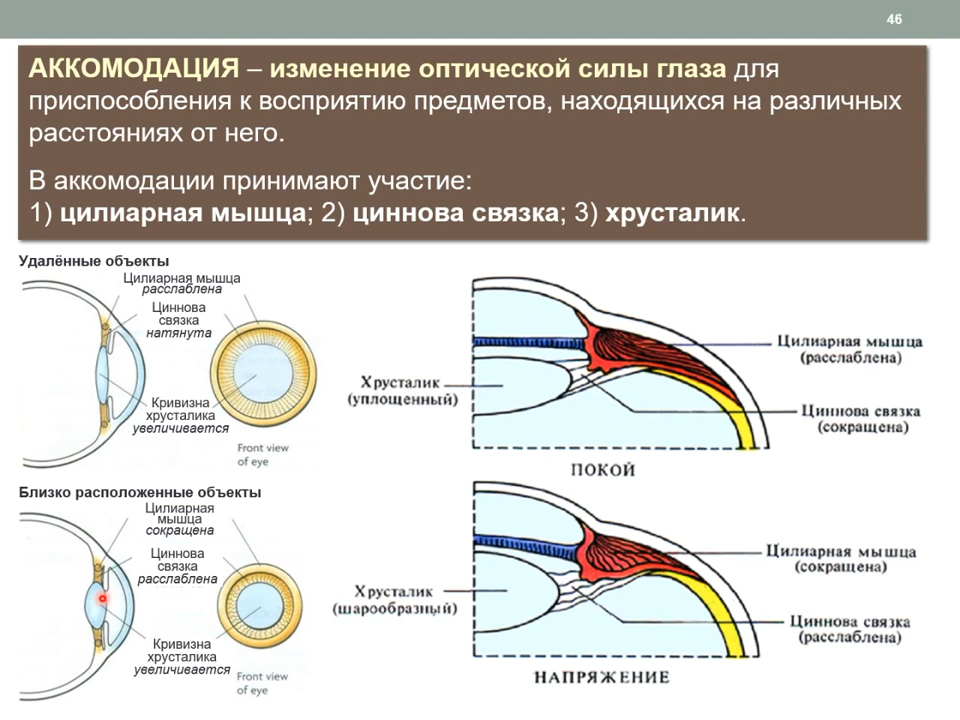 46
АККОМОДАЦИЯ – изменение оптической силы глаза для
приспособления к восприятию предметов, находящихся на различных
расстояниях от него.
В аккомодации принимают участие:
1) цилиарная мышца; 2) циннова связка; 3) хрусталик.
Удалённые объекты
Цилиарная мышца
расслаблена
Циннова
связка
натянута
Кривизна
хрусталика
увеличивается
Front view
of eye
Хрусталик
(уплощенный)
Цилиарная мышца
(расслаблена)
Циннова связка
(сокращена)
ПОКОЙ
Близко расположенные объекты
Цилиарная
мышца
сокращена
Циннова
связка
расслаблена
Кривизна
хрусталика
увеличивается
Front view
of eye
Хрусталик
(шарообразный)
Цилиарная мышца
(сокращена)
Циннова связка
(расслаблена)
НАПРЯЖЕНИЕ